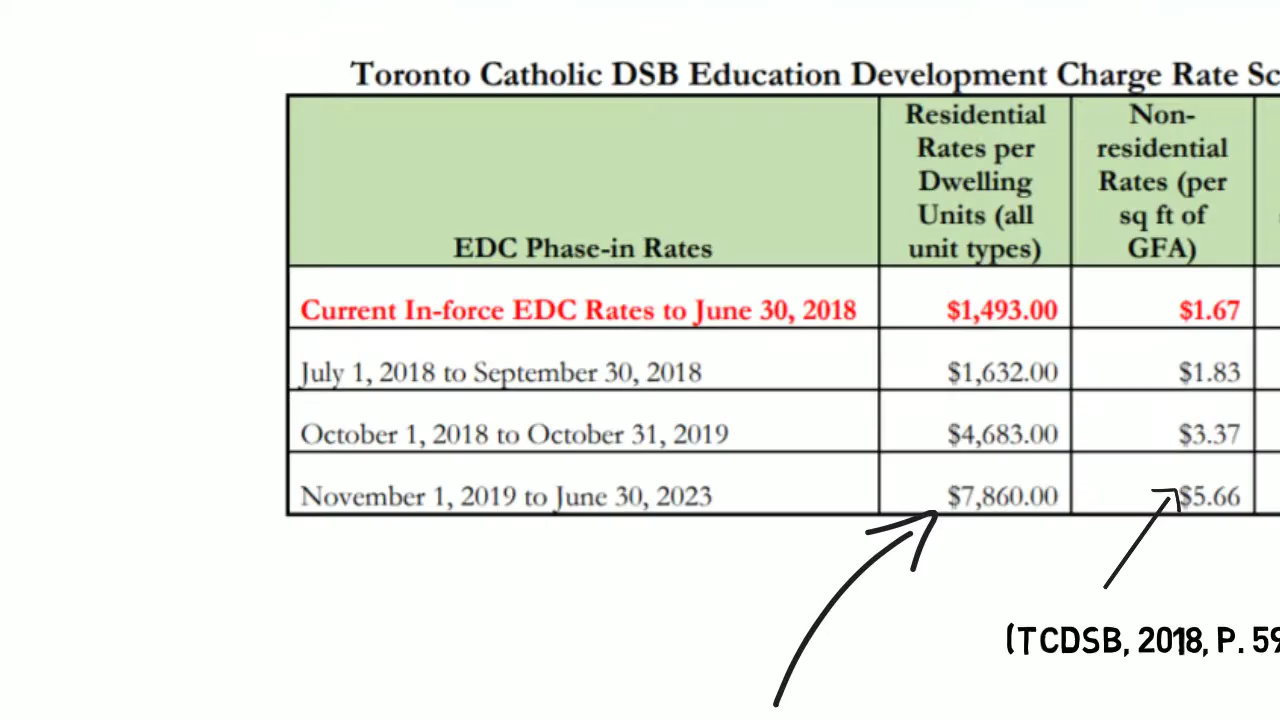 Toronto Catholic DSB Education Development Charge Rate
EDC Phase-in Rates
Residential
Rates per
Dwelling
Units (all
unit types)
Non-
residential
Rates (per
sq ft of
GFA)
Current In-force EDC Rates to June 30, 2018 $1,493.00 $1.67
July 1, 2018 to September 30, 2018 $1,632.00 $1.83
October 1, 2018 to October 31, 2019 $4,683.00 $3.37
November 1, 2019 to June 30, 2023 $7,860.00 $5.66
(TCDSB, 2018, P.